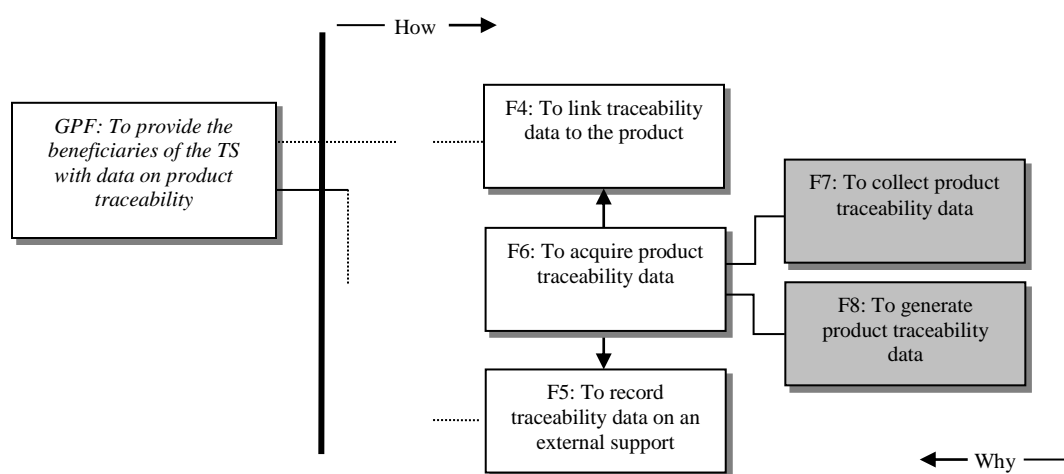 How
GPF: To provide the
beneficiaries of the TS
with data on product
traceability
F4: To link traceability
data to the product
F7: To collect product
traceability data
F6: To acquire product
traceability data
F8: To generate
product traceability
data
F5: To record
traceability data on an
external support
Why